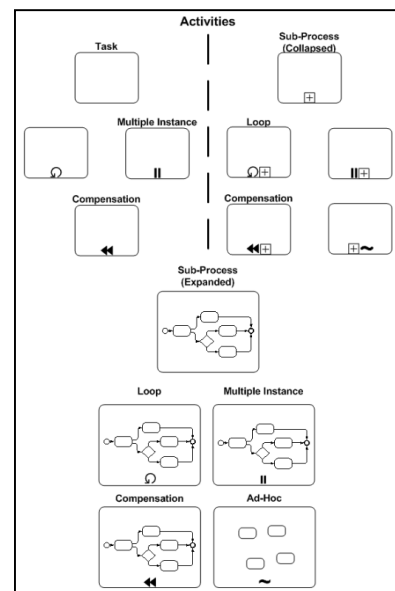 Activities
Task
Sub-Process
(Collapsed)
Multiple Instance
Loop
Compensation
Compensation
Sub-Process
(Expanded)
Loop
Multiple Instance
Compensation
Ad-Hoc